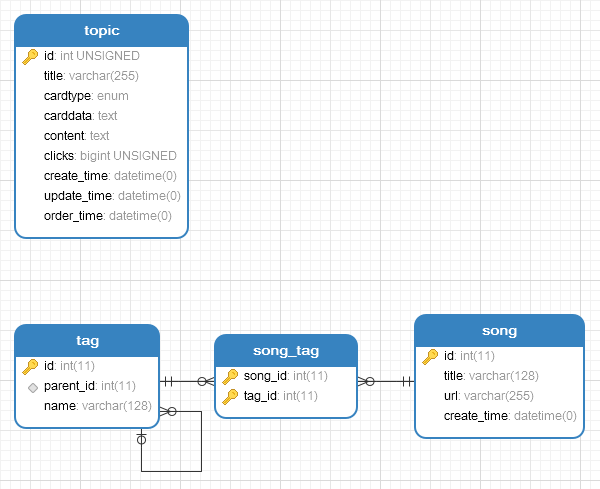 topic
id: int UNSIGNED
title: varchar(255)
cardtype: enum
carddata: text
content: text
clicks: bigint UNSIGNED
create_time: datetime(0)
update_time: datetime(0)
order_time: datetime(0)
tag
id: int(11)
parent_id: int(11)
name: varchar(128)
song_tag
song_id: int(11)
tag_id: int(11)
song
id: int(11)
title: varchar(128)
url: varchar(255)
create_time: datetime(0)